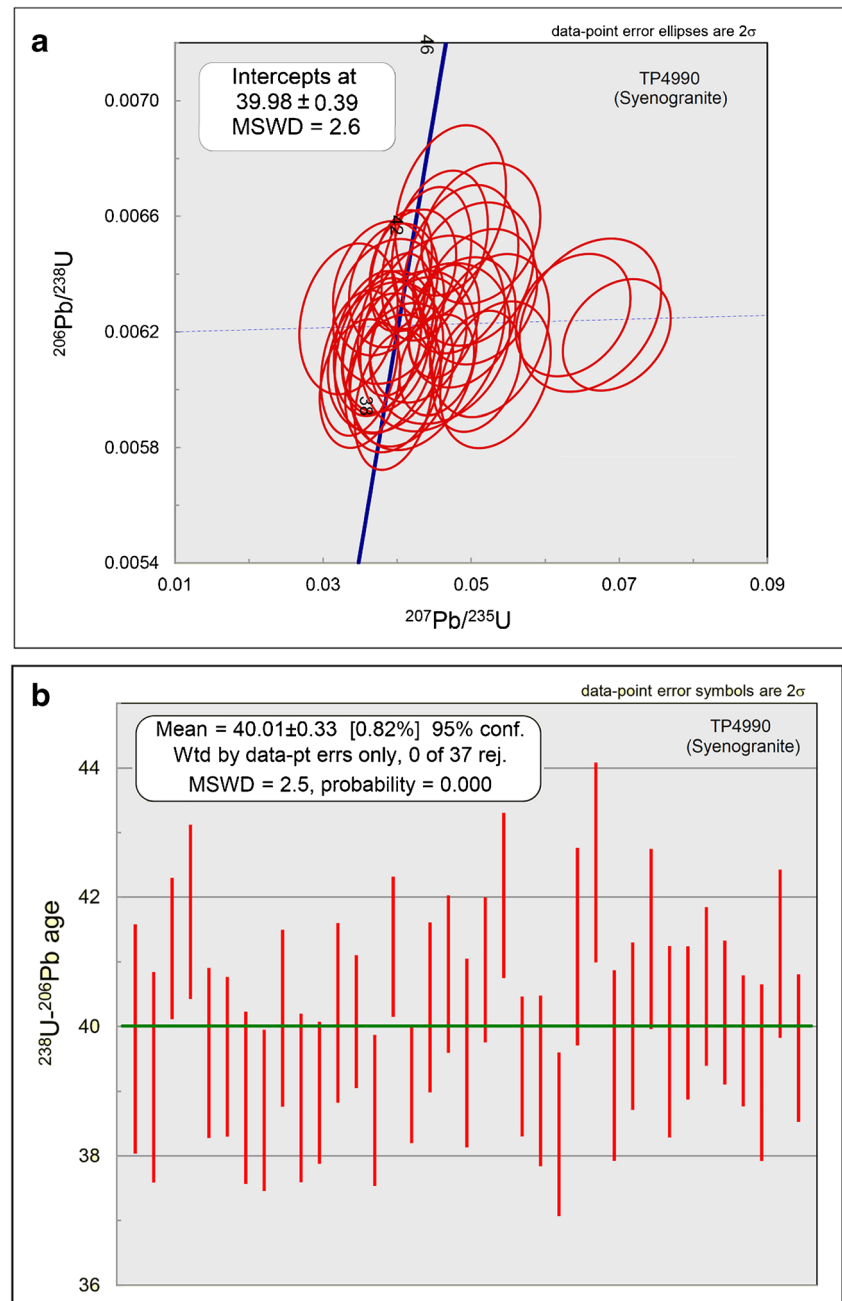 a
data-point error ellipses are 2σ
46
Intercepts at
39.98 ± 0.39
MSWD = 2.6
TP4990
(Syenogranite)
0.0070
0.0066
42
0.0062
38
0.0058
0.0054
206Pb/238U
0.01 0.03 0.05 0.07 0.09
207Pb/235U
b
data-point error symbols are 2σ
Mean = 40.01±0.33 [0.82%] 95% conf.
Wtd by data-pt errs only, 0 of 37 rej.
MSWD = 2.5, probability = 0.000
TP4990
(Syenogranite)
44
42
40
38
36
238U-206Pb age